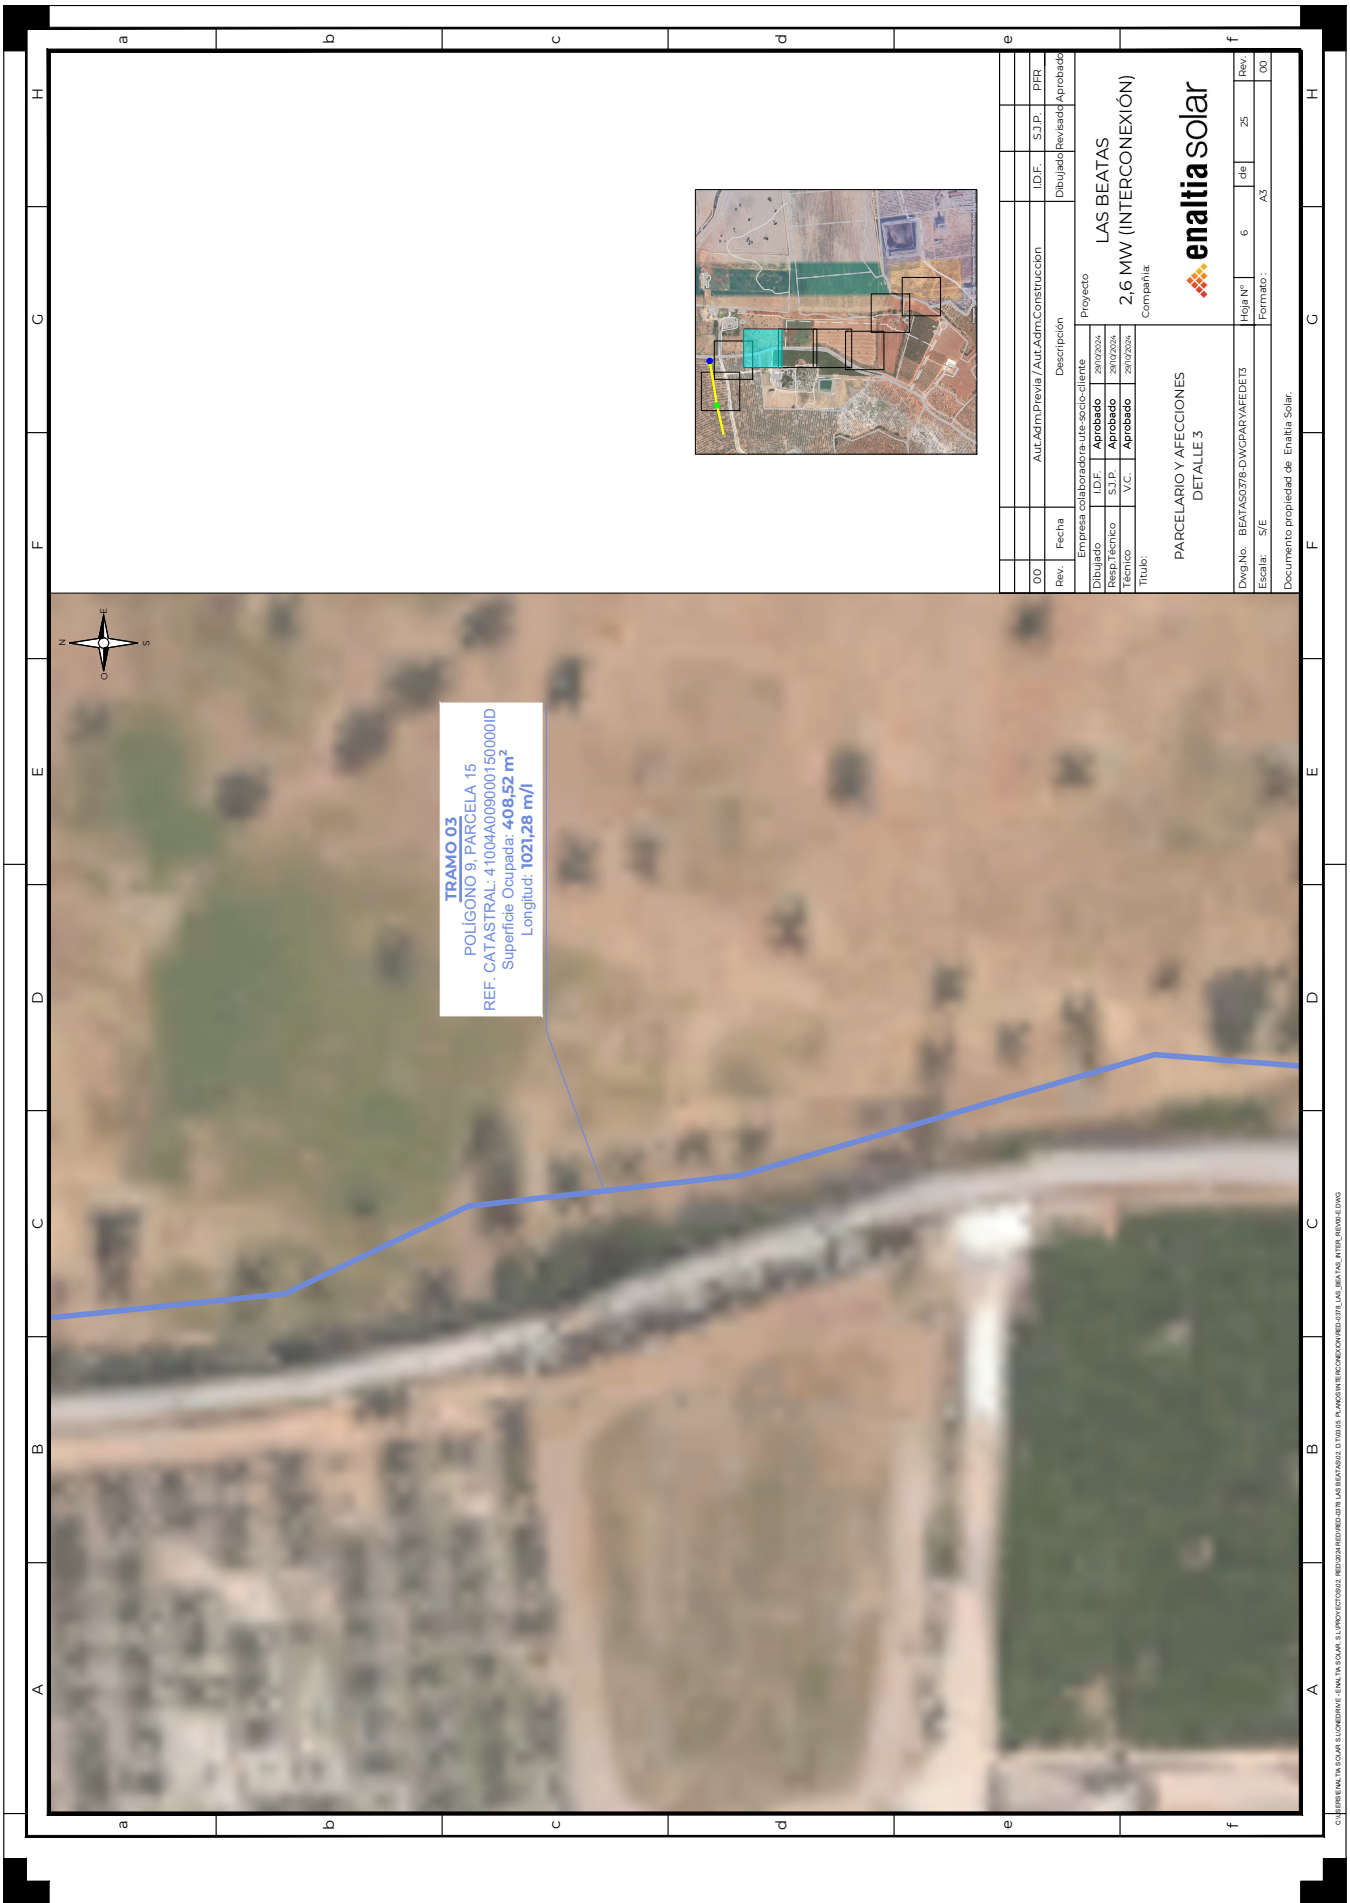 A
B
C
D
E
F
G
H
a
b
c
d
e
f
N
E
S
O
TRAMO 03
POLÍGONO 9, PARCELA 15
REF. CATASTRAL: 41004A009000150000ID
Superficie Ocupada: 408,52 m²
Longitud: 1021,28 m/l
00 Aut.Adm.Previa / Aut.Adm.Construccion I.D.F. S.J.P. PFR
Rev. Fecha Descripción Dibujado Revisado Aprobado
Empresa colaboradora-ute-socio-cliente
Dibujado I.D.F. Aprobado 29/10/2024
Resp.Técnico S.J.P. Aprobado 29/10/2024
Técnico V.C. Aprobado 29/10/2024
Proyecto
LAS BEATAS
2,6 MW (INTERCONEXIÓN)
Título:
PARCELARIO Y AFECCIONES
DETALLE 3
Compañia:
enaltia solar
Dwg.No. BEATAS0378-DWGPARYAFEDET3 Hoja Nº 6 de 25 Rev.
Escala: S/E Formato : A3 00
Documento propiedad de Enaltia Solar.
A
B
C
D
E
F
G
H
a
b
c
d
e
f